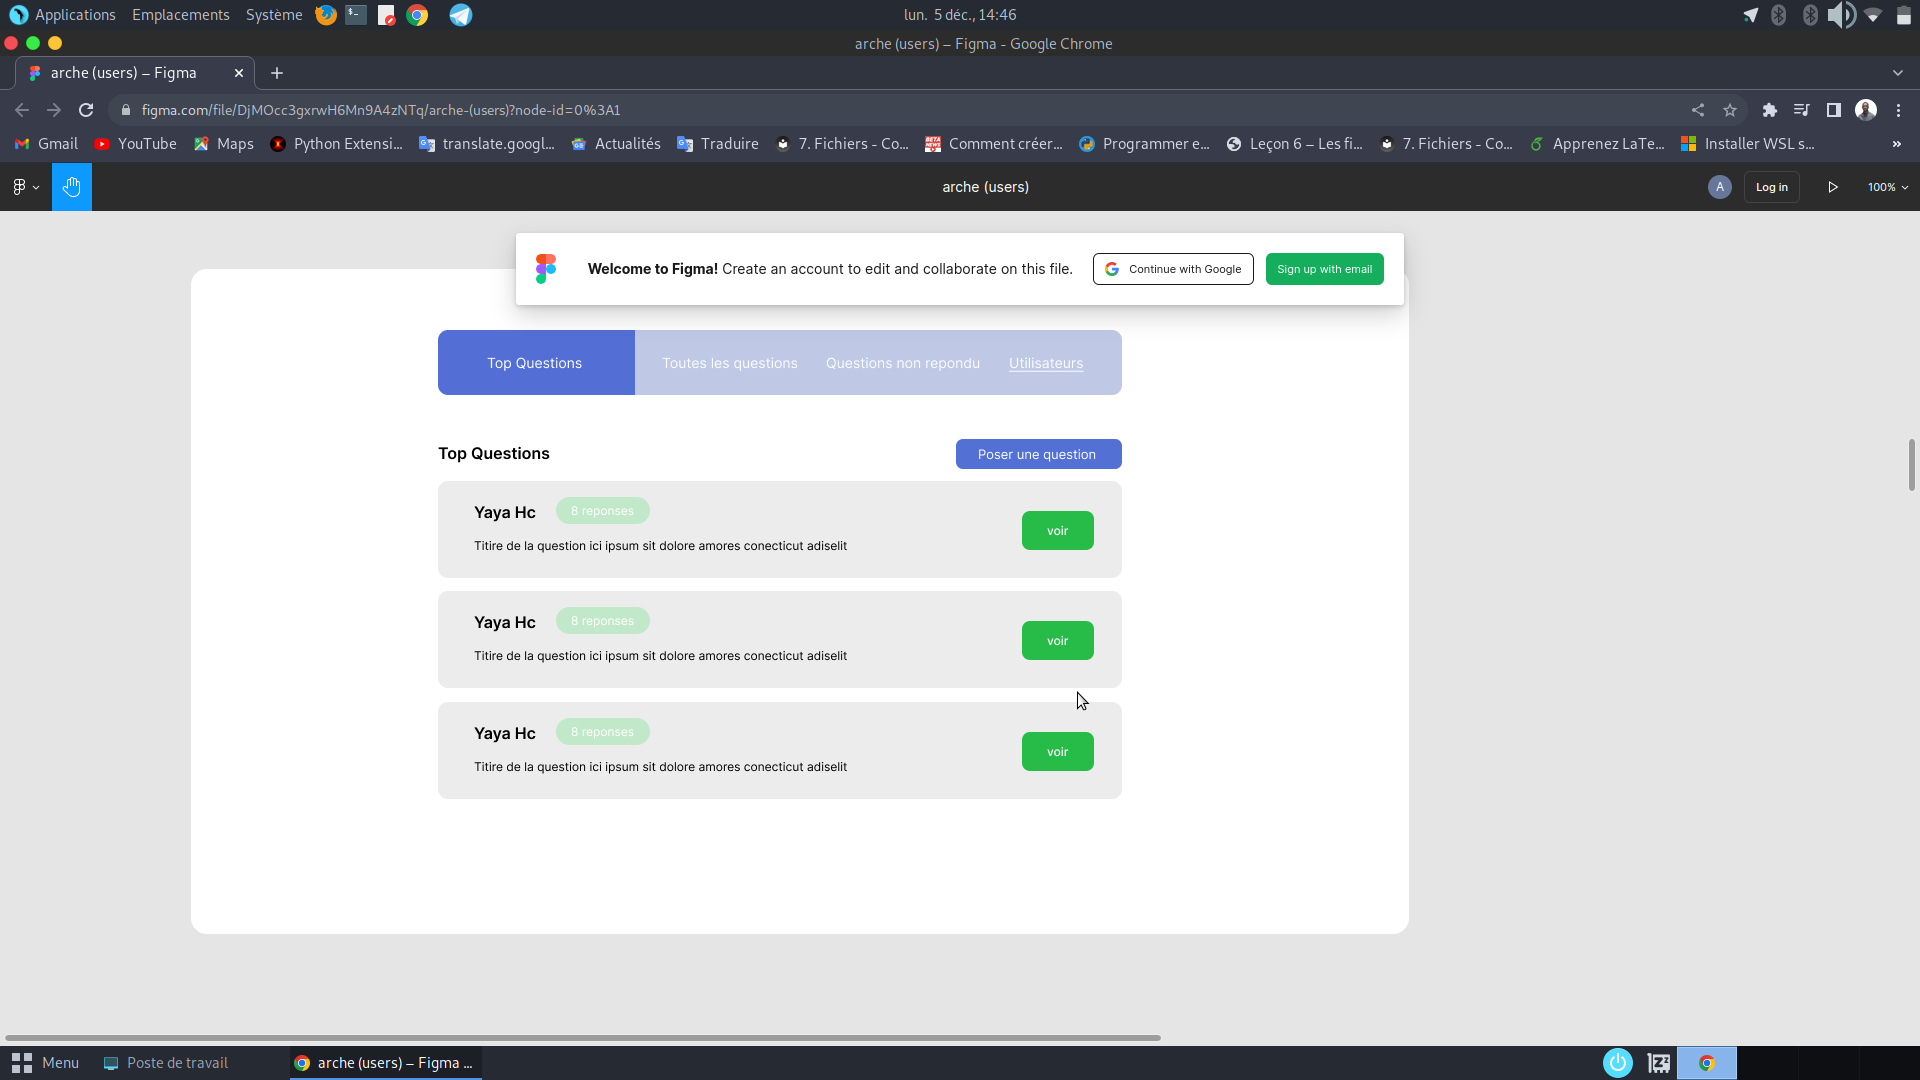 Applications Emplacements Système lun. 5 déc., 14:46
arche (users) – Figma - Google Chrome
arche (users) – Figma
figma.com/file/DjMOcc3gxrwH6Mn9A4zNTq/arche-(users)?node-id=0%3A1
Gmail YouTube Maps Python Extensi... translate.googl... Actualités Traduire 7. Fichiers - Co... Comment créer... Programmer e... Leçon 6 – Les fi... 7. Fichiers - Co... Apprenez LaTe... Installer WSL s... »
arche (users) A Log in 100%
Welcome to Figma! Create an account to edit and collaborate on this file. Continue with Google Sign up with email
Top Questions Toutes les questions Questions non repondu Utilisateurs
Top Questions Poser une question
Yaya Hc 8 reponses
voir
Titire de la question ici ipsum sit dolore amores conecticut adiselit
Yaya Hc 8 reponses
voir
Titire de la question ici ipsum sit dolore amores conecticut adiselit
Yaya Hc 8 reponses
voir
Titire de la question ici ipsum sit dolore amores conecticut adiselit
Menu Poste de travail arche (users) – Figma ...